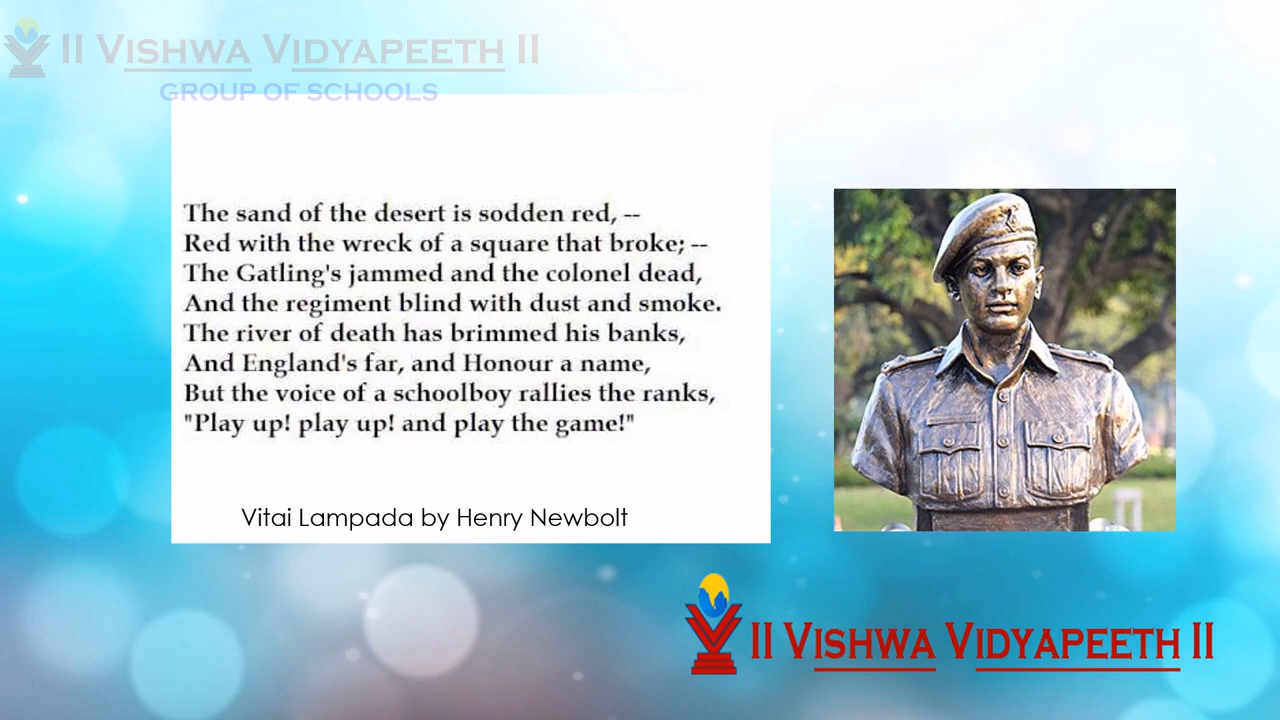 II VISHWA VIDYAPEETH II
GROUP OF SCHOOLS
The sand of the desert is sodden red, --
Red with the wreck of a square that broke; --
The Gatling's jammed and the colonel dead,
And the regiment blind with dust and smoke.
The river of death has brimmed his banks,
And England's far, and Honour a name,
But the voice of a schoolboy rallies the ranks,
"Play up! play up! and play the game!"
Vitai Lampada by Henry Newbolt
II VISHWA VIDYAPEETH II